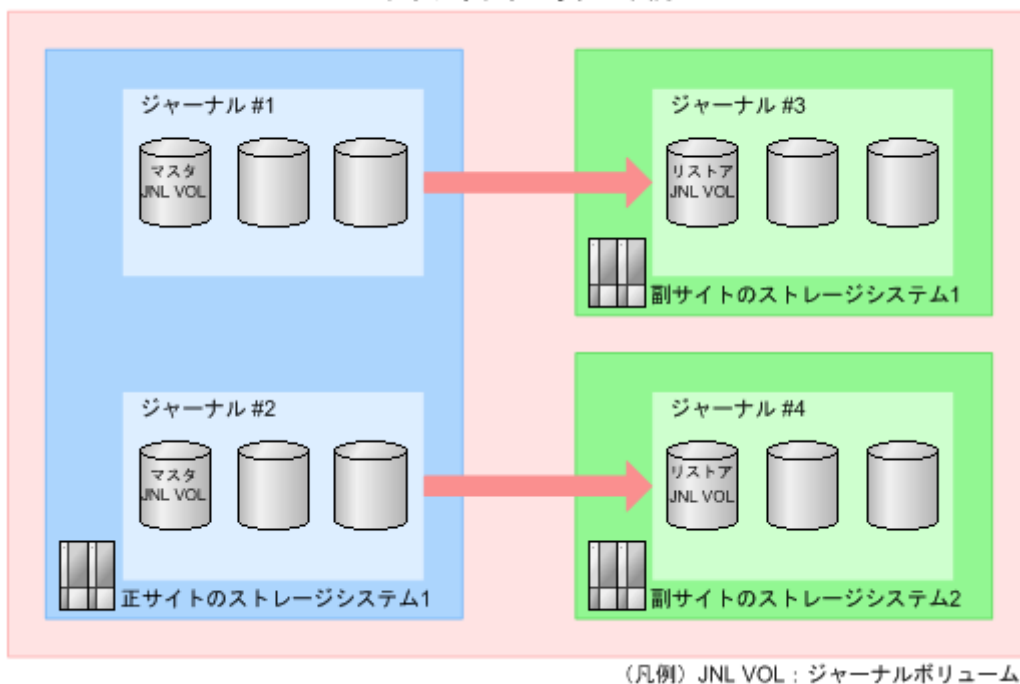 ジャーナル #1
マスタ
JNL VOL
ジャーナル #3
リストア
JNL VOL
副サイトのストレージシステム1
ジャーナル #2
マスタ
JNL VOL
正サイトのストレージシステム1
ジャーナル #4
リストア
JNL VOL
副サイトのストレージシステム2
（凡例）JNL VOL：ジャーナルボリューム